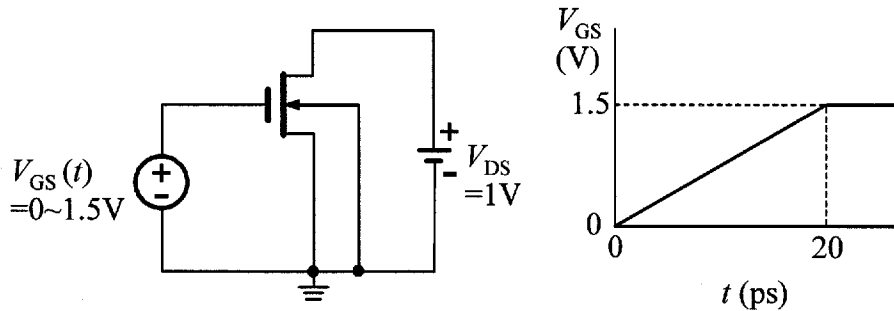 V_GS (t)
=0~1.5V
+
-
+
-
V_DS
=1V
V_GS
(V)
1.5
0
0
20
t (ps)